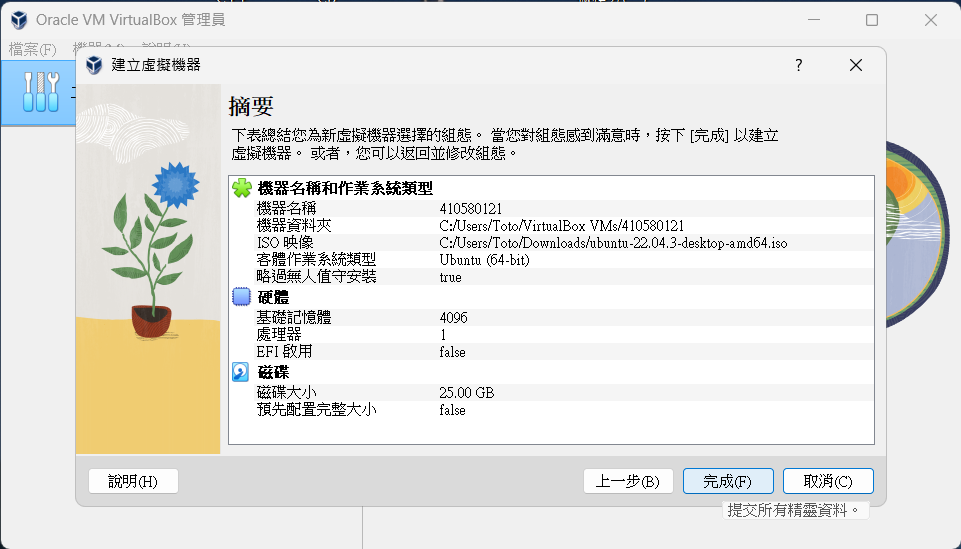 Oracle VM VirtualBox 管理員
檔案(F)
建立虛擬機器
?
摘要
下表總結您為新虛擬機器選擇的組態。 當您對組態感到滿意時，按下 [完成] 以建立
虛擬機器。 或者，您可以返回並修改組態。
機器名稱和作業系統類型
機器名稱 410580121
機器資料夾 C:/Users/Toto/VirtualBox VMs/410580121
ISO 映像 C:/Users/Toto/Downloads/ubuntu-22.04.3-desktop-amd64.iso
客體作業系統類型 Ubuntu (64-bit)
略過無人值守安裝 true
硬體
基礎記憶體 4096
處理器 1
EFI 啟用 false
磁碟
磁碟大小 25.00 GB
預先配置完整大小 false
說明(H) 上一步(B) 完成(F) 取消(C)
提交所有精靈資料。